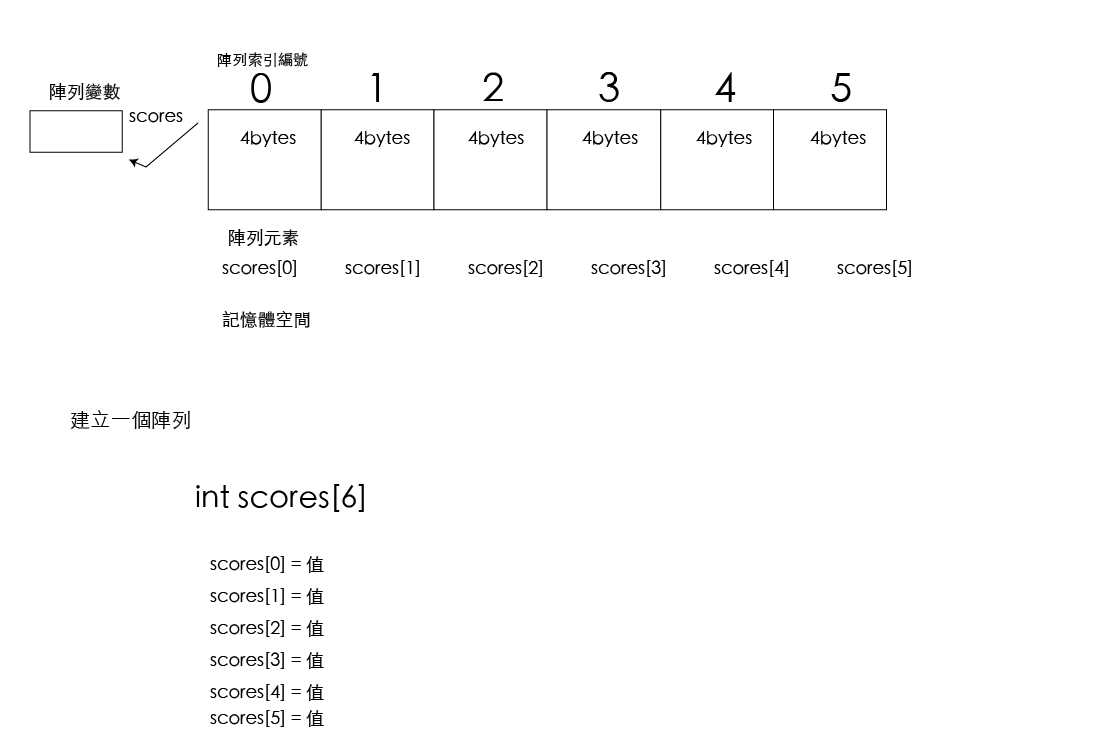 陣列索引編號
0 1 2 3 4 5
陣列變數
scores
4bytes 4bytes 4bytes 4bytes 4bytes 4bytes
陣列元素
scores[0] scores[1] scores[2] scores[3] scores[4] scores[5]
記憶體空間
建立一個陣列
int scores[6]
scores[0] = 值
scores[1] = 值
scores[2] = 值
scores[3] = 值
scores[4] = 值
scores[5] = 值